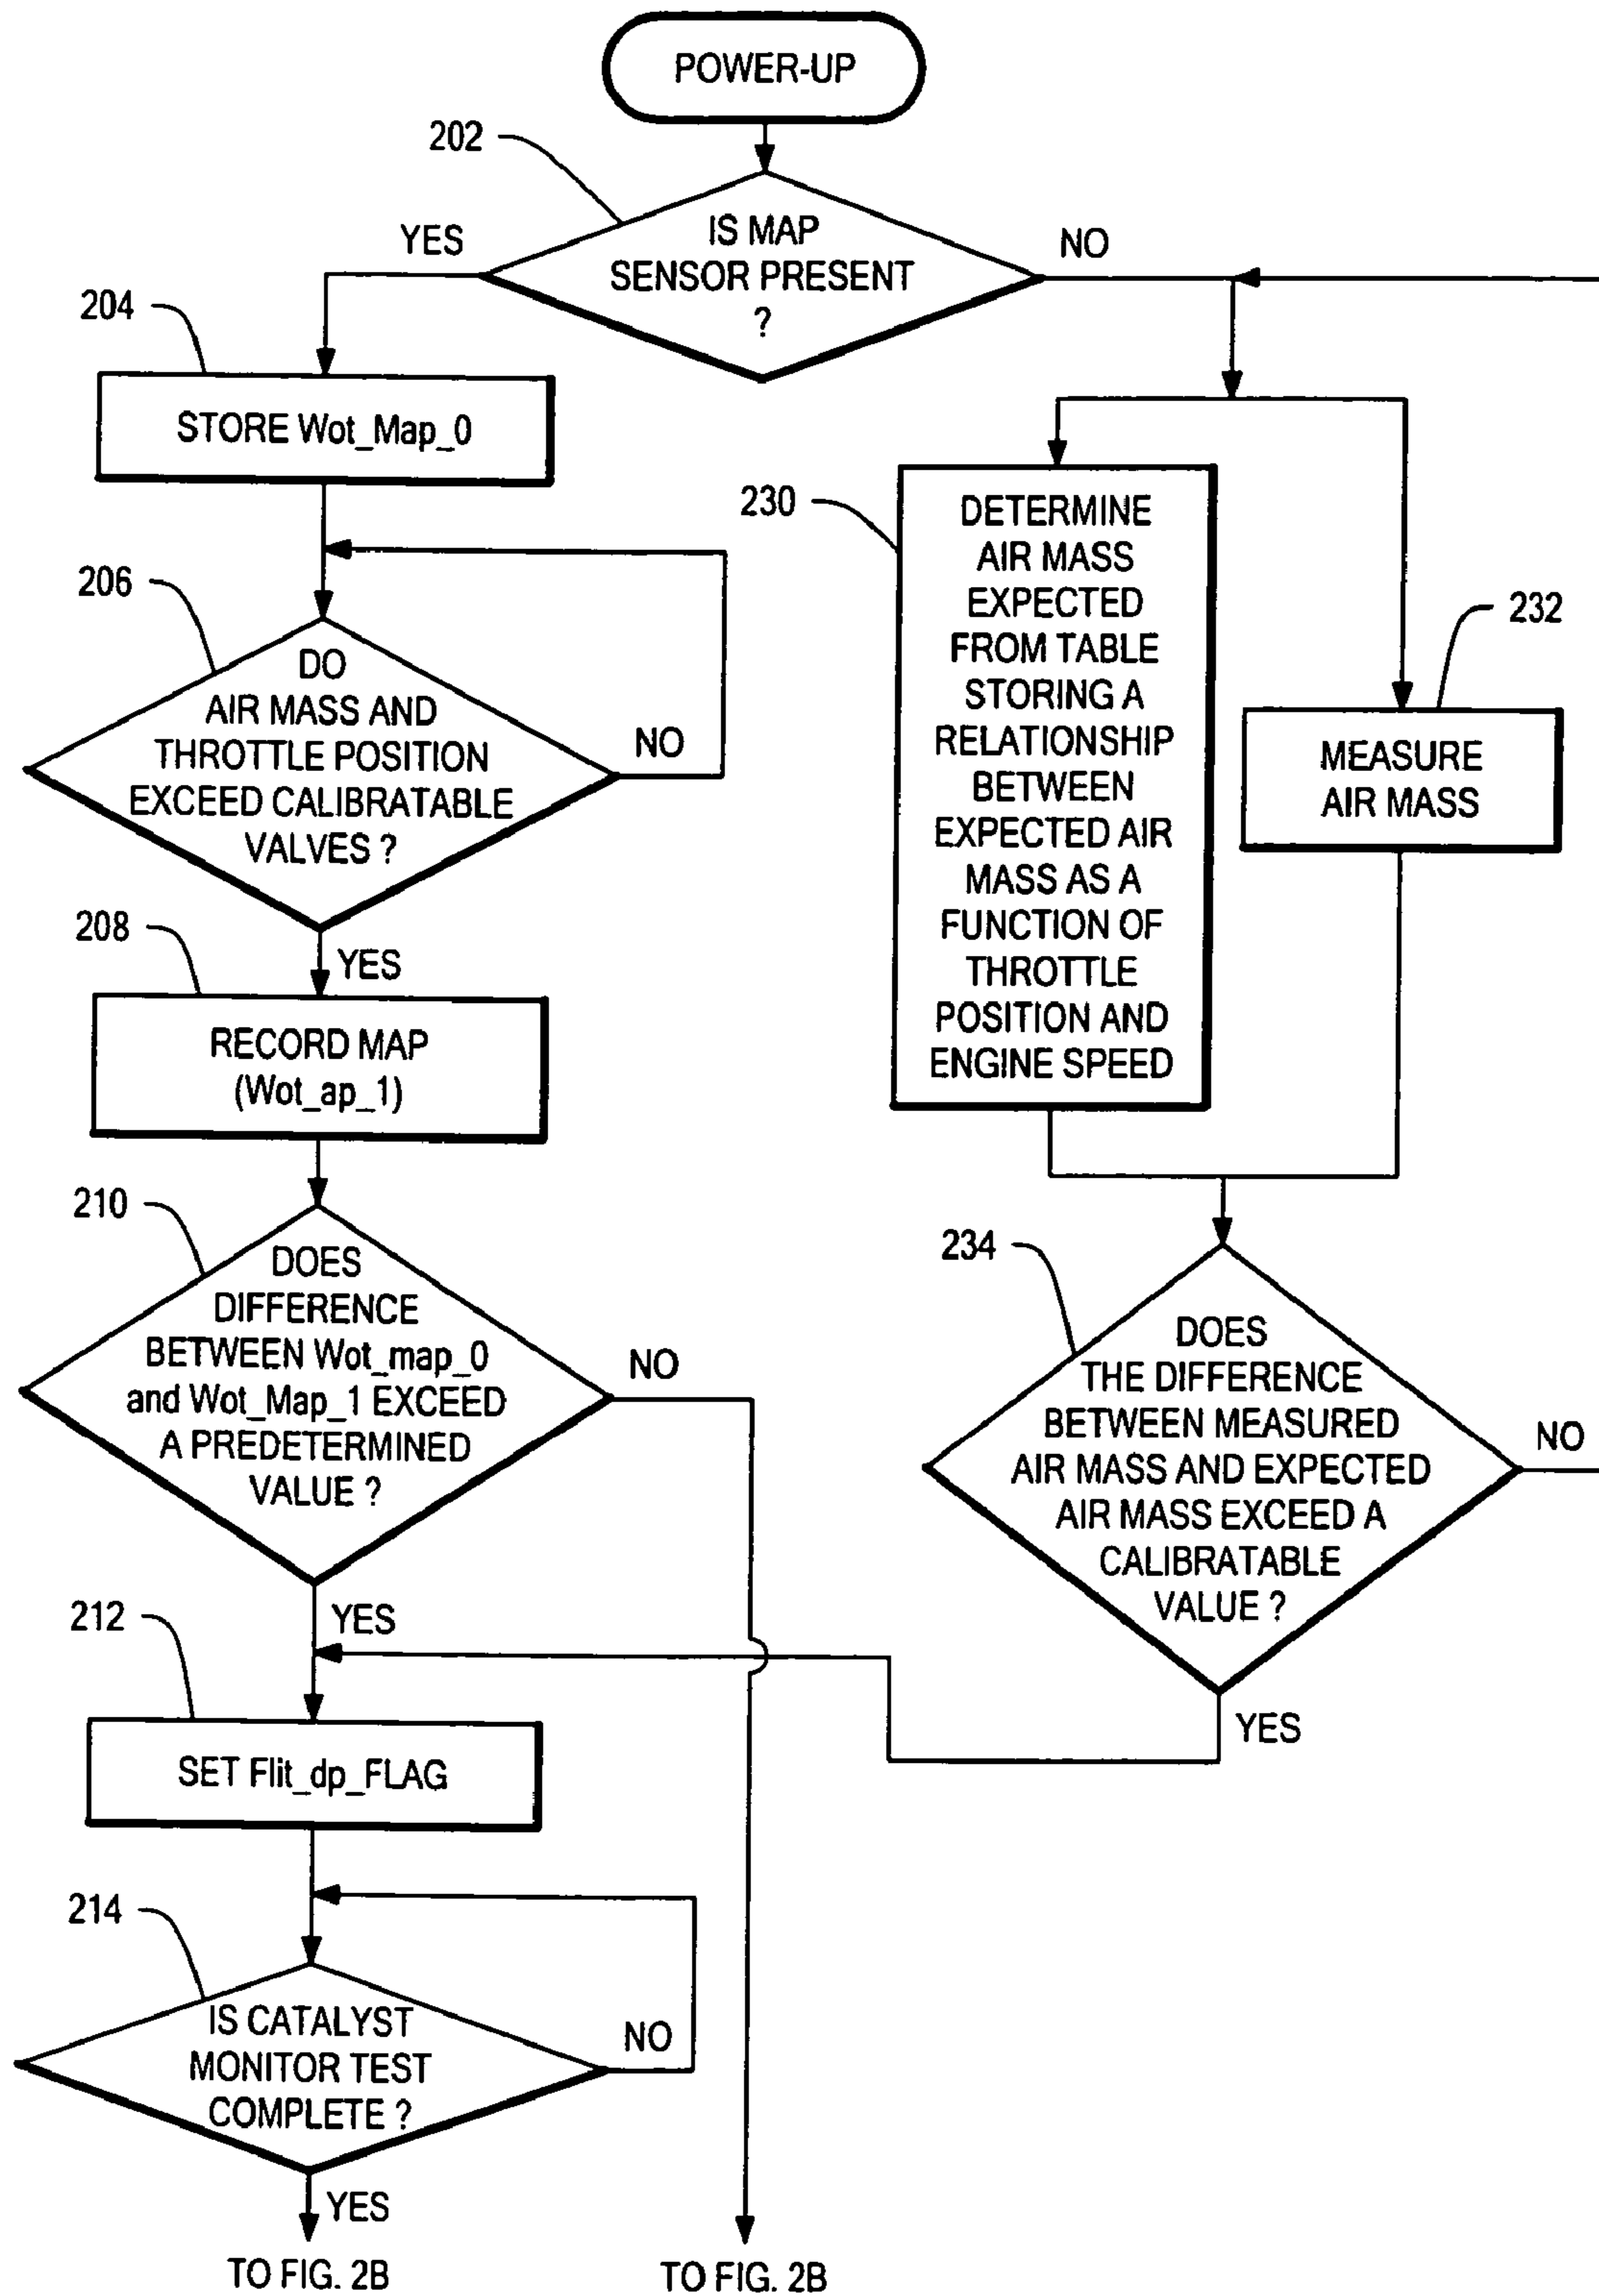 POWER-UP
202
IS MAP
SENSOR PRESENT
?
YES
NO
204
STORE Wot_Map_0
206
DO
AIR MASS AND
THROTTLE POSITION
EXCEED CALIBRATABLE
VALVES ?
NO
YES
208
RECORD MAP
(Wot_ap_1)
210
DOES
DIFFERENCE
BETWEEN Wot_map_0
and Wot_Map_1 EXCEED
A PREDETERMINED
VALUE ?
NO
YES
212
SET Flit_dp_FLAG
214
IS CATALYST
MONITOR TEST
COMPLETE ?
NO
YES
TO FIG. 2B
TO FIG. 2B
230
DETERMINE
AIR MASS
EXPECTED
FROM TABLE
STORING A
RELATIONSHIP
BETWEEN
EXPECTED AIR
MASS AS A
FUNCTION OF
THROTTLE
POSITION AND
ENGINE SPEED
232
MEASURE
AIR MASS
234
DOES
THE DIFFERENCE
BETWEEN MEASURED
AIR MASS AND EXPECTED
AIR MASS EXCEED A
CALIBRATABLE
VALUE ?
NO
YES